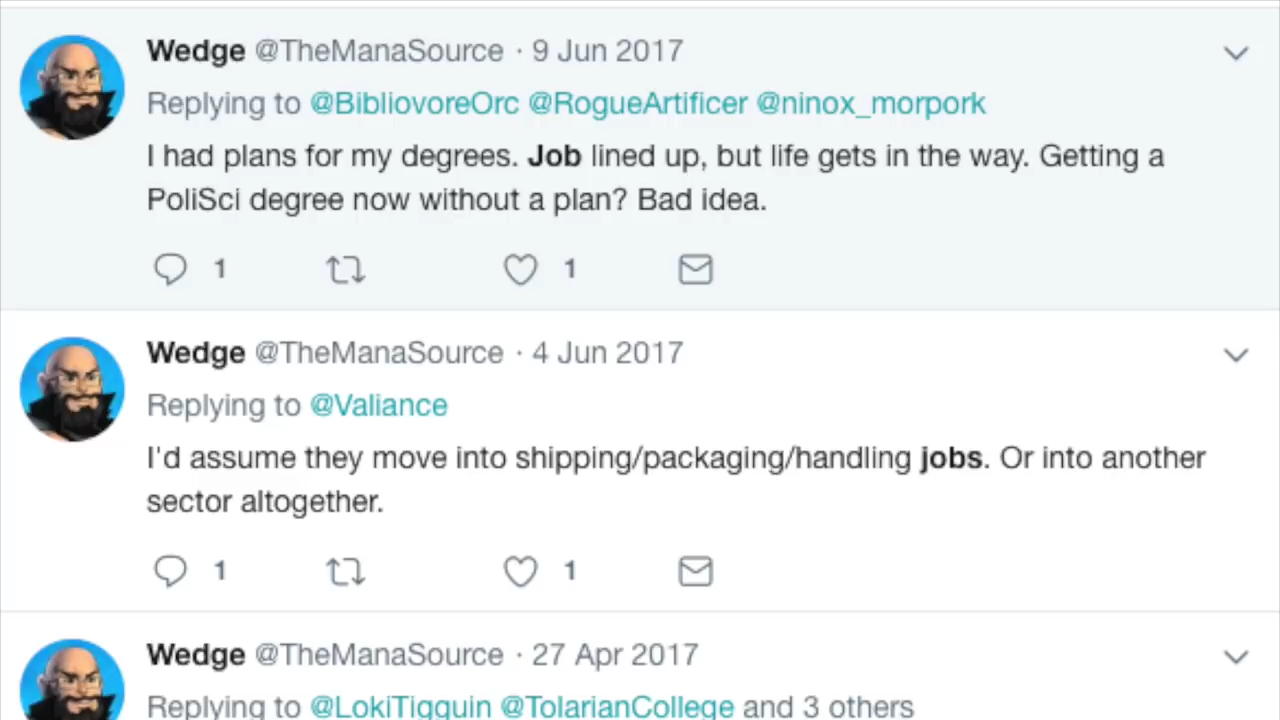 Wedge @TheManaSource · 9 Jun 2017
Replying to @BibliovoreOrc @RogueArtificer @ninox_morpork
I had plans for my degrees. Job lined up, but life gets in the way. Getting a
PoliSci degree now without a plan? Bad idea.
1 1
Wedge @TheManaSource · 4 Jun 2017
Replying to @Valiance
I'd assume they move into shipping/packaging/handling jobs. Or into another
sector altogether.
1 1
Wedge @TheManaSource · 27 Apr 2017
Replying to @LokiTigguin @TolarianCollege and 3 others